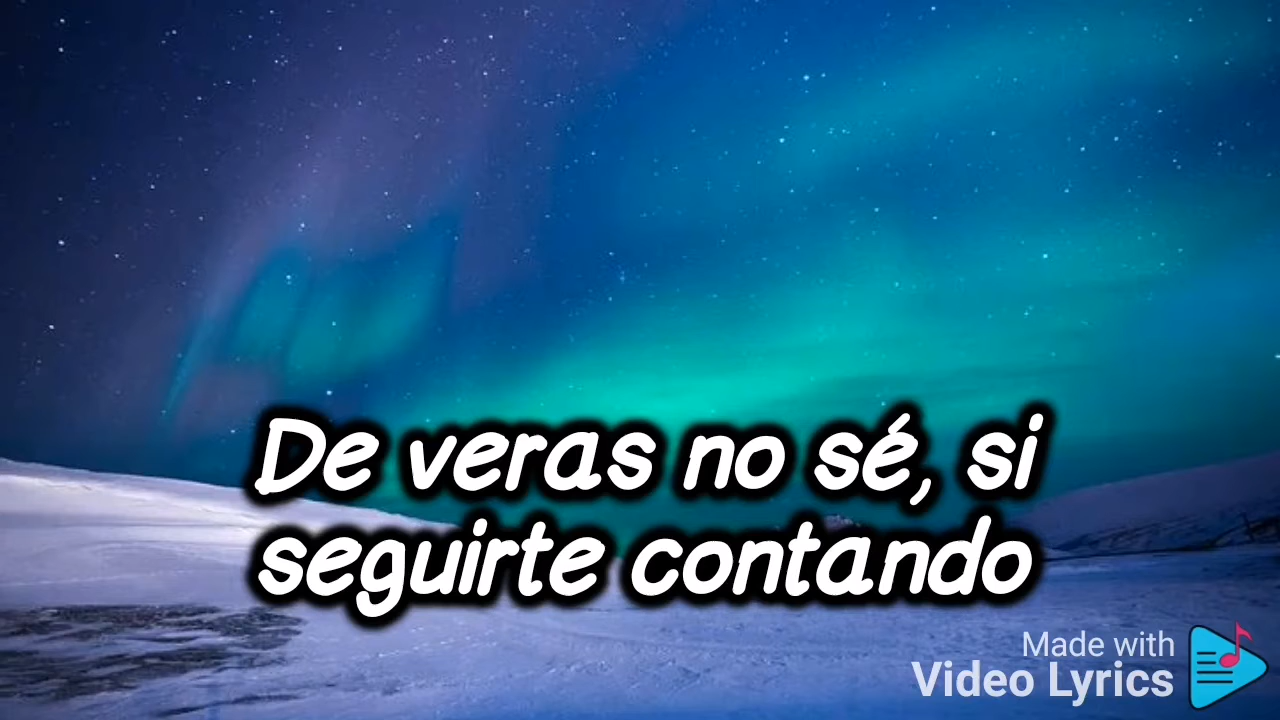 De veras no sé, si
seguirte contando
Made with
Video Lyrics